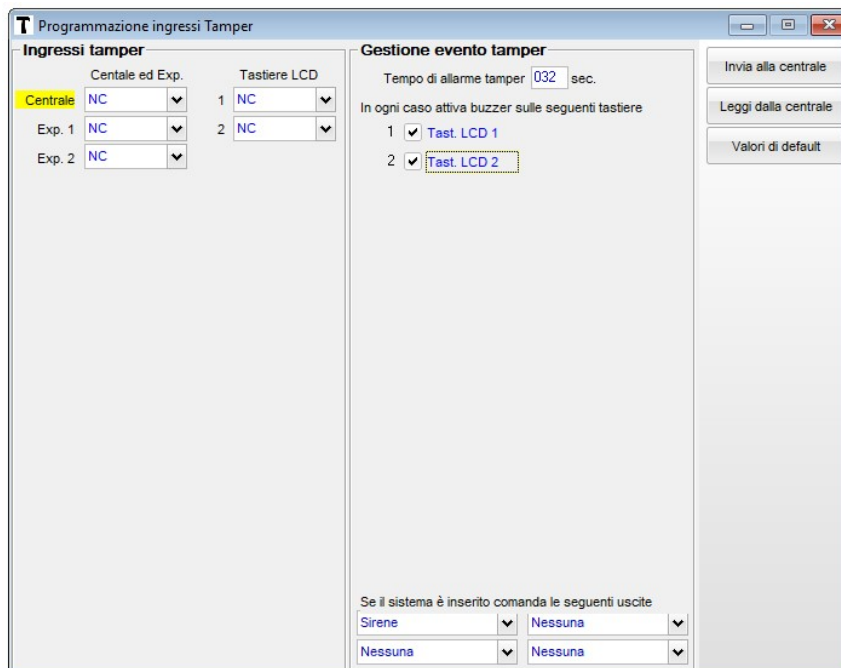 T Programmazione ingressi Tamper
Ingressi tamper
Centale ed Exp. Tastiere LCD
Centrale NC 1 NC
Exp. 1 NC 2 NC
Exp. 2 NC
Gestione evento tamper
Tempo di allarme tamper 032 sec.
In ogni caso attiva buzzer sulle seguenti tastiere
1 Tast. LCD 1
2 Tast. LCD 2
Se il sistema è inserito comanda le seguenti uscite
Sirene Nessuna
Nessuna Nessuna
Invia alla centrale
Leggi dalla centrale
Valori di default